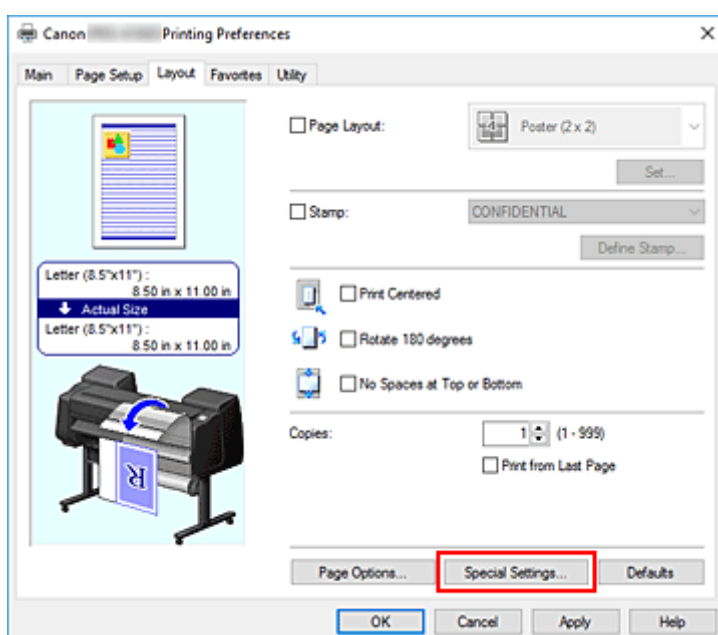 Canon Printing Preferences
Main Page Setup Layout Favorites Utility
Page Layout: Poster (2 x 2)
Set...
Stamp: CONFIDENTIAL
Define Stamp...
Letter (8.5"x11") :
8.50 in x 11.00 in
Actual Size
Letter (8.5"x11") :
8.50 in x 11.00 in
Print Centered
Rotate 180 degrees
No Spaces at Top or Bottom
Copies: 1 (1 - 999)
Print from Last Page
R
Page Options... Special Settings... Defaults
OK Cancel Apply Help